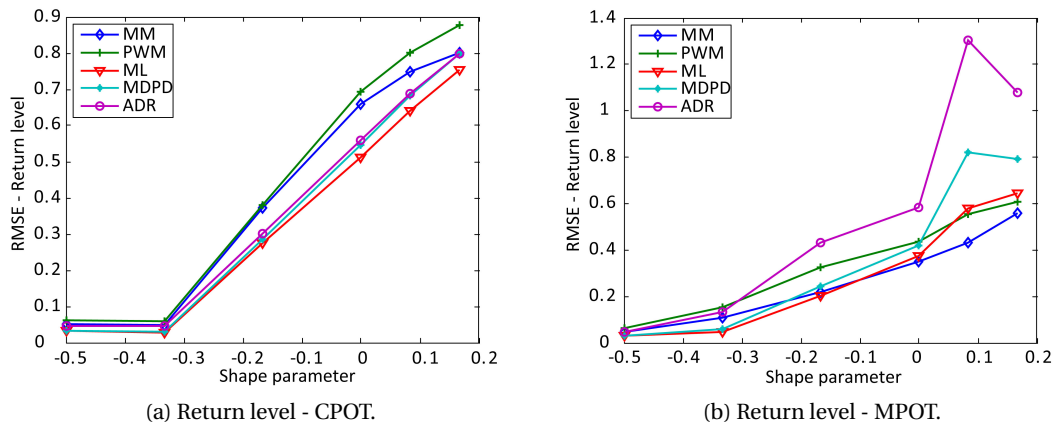 0.9
0.8
0.7
0.6
0.5
0.4
0.3
0.2
0.1
0
RMSE - Return level
MM
PWM
ML
MDPD
ADR
-0.5 -0.4 -0.3 -0.2 -0.1 0 0.1 0.2
Shape parameter
(a) Return level - CPOT.
1.4
1.2
1
0.8
0.6
0.4
0.2
0
RMSE - Return level
MM
PWM
ML
MDPD
ADR
-0.5 -0.4 -0.3 -0.2 -0.1 0 0.1 0.2
Shape parameter
(b) Return level - MPOT.